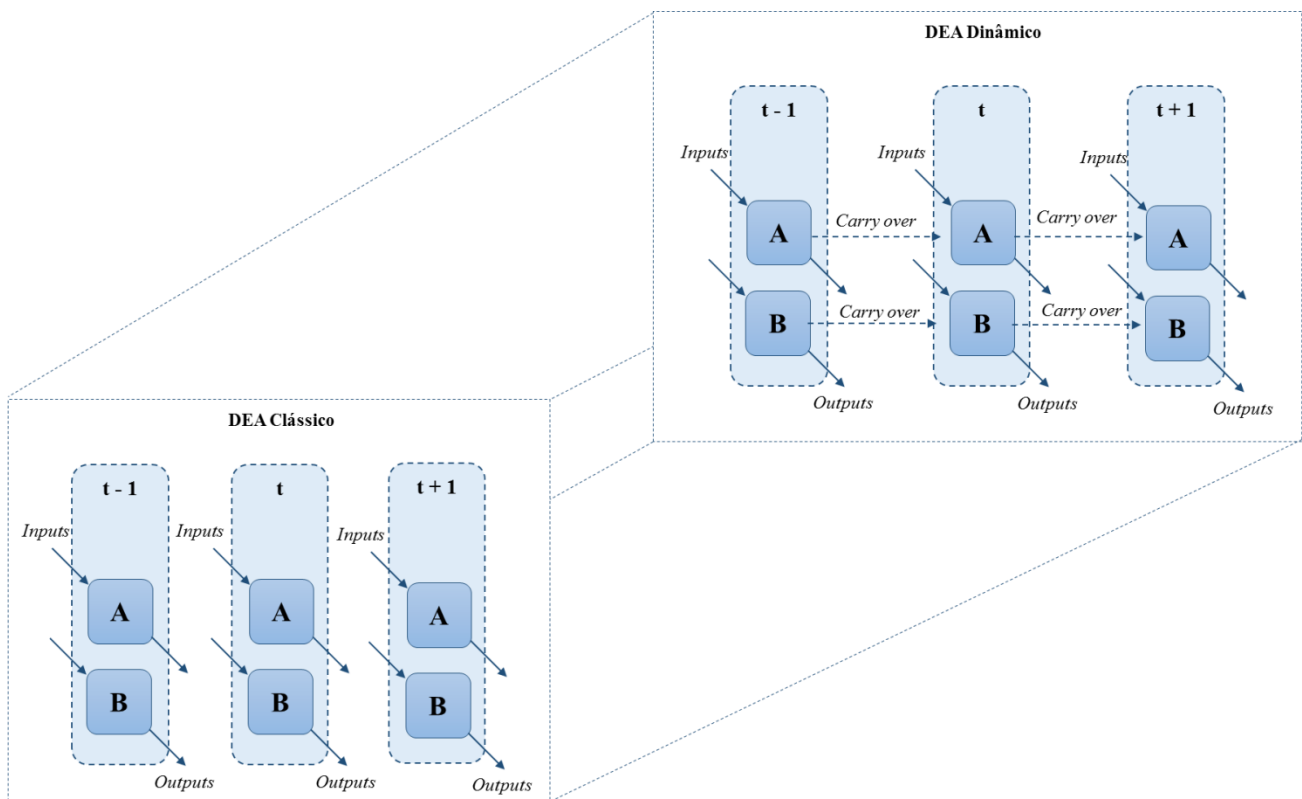 DEA Dinâmico
t - 1
t
t + 1
Inputs
Inputs
Inputs
A
Carry over
A
Carry over
A
B
Carry over
B
Carry over
B
Outputs
Outputs
Outputs
DEA Clássico
t - 1
t
t + 1
Inputs
Inputs
Inputs
A
A
A
B
B
B
Outputs
Outputs
Outputs